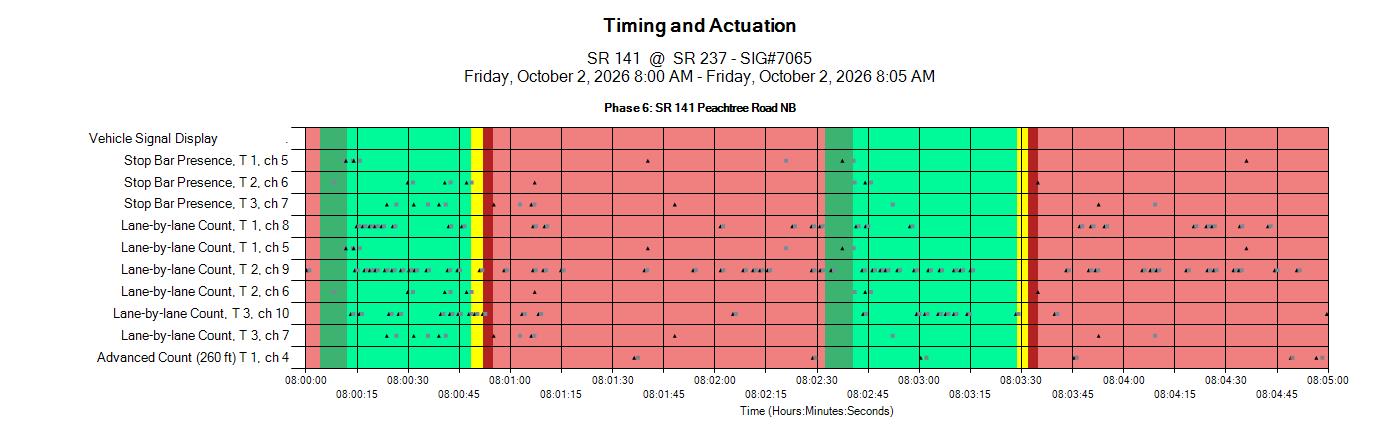 Timing and Actuation
SR 141 @ SR 237 - SIG#7065
Friday, October 2, 2026 8:00 AM - Friday, October 2, 2026 8:05 AM
Phase 6: SR 141 Peachtree Road NB
Vehicle Signal Display .
Stop Bar Presence, T 1, ch 5
Stop Bar Presence, T 2, ch 6
Stop Bar Presence, T 3, ch 7
Lane-by-lane Count, T 1, ch 8
Lane-by-lane Count, T 1, ch 5
Lane-by-lane Count, T 2, ch 9
Lane-by-lane Count, T 2, ch 6
Lane-by-lane Count, T 3, ch 10
Lane-by-lane Count, T 3, ch 7
Advanced Count (260 ft) T 1, ch 4
08:00:00 08:00:30 08:01:00 08:01:30 08:02:00 08:02:30 08:03:00 08:03:30 08:04:00 08:04:30 08:05:00
08:00:15 08:00:45 08:01:15 08:01:45 08:02:15 08:02:45 08:03:15 08:03:45 08:04:15 08:04:45
Time (Hours:Minutes:Seconds)